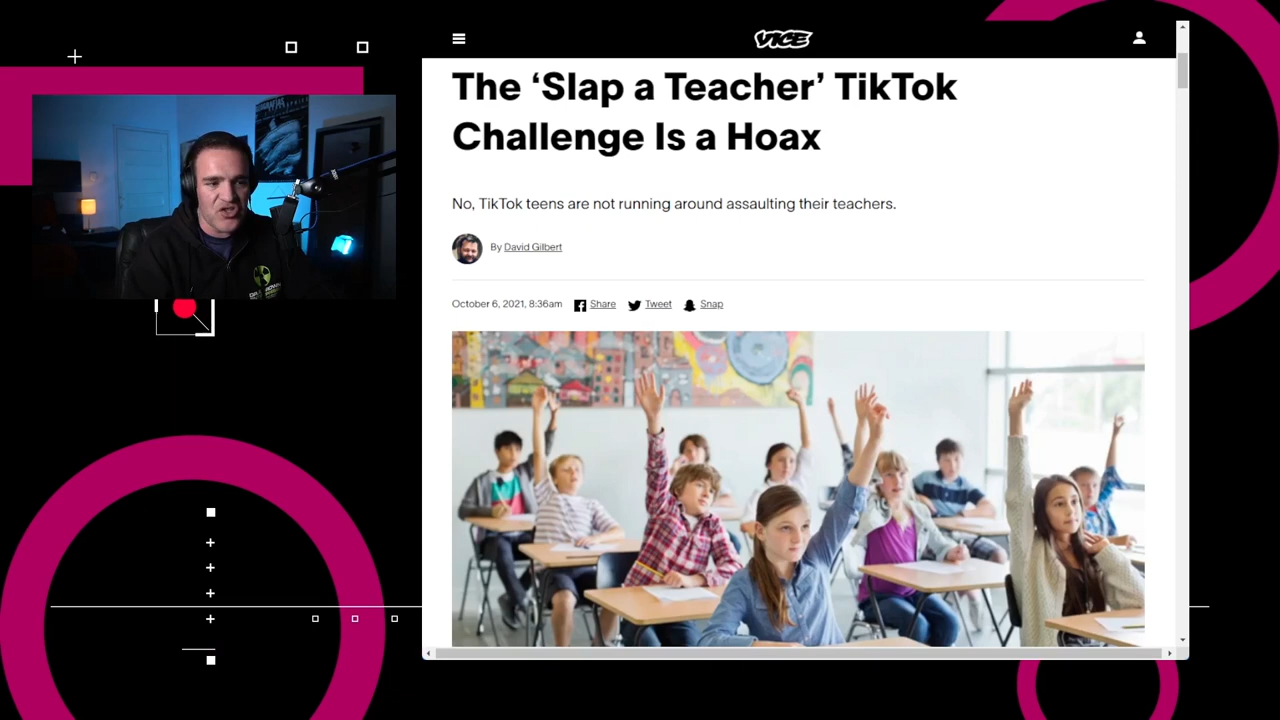 VICE
The ‘Slap a Teacher’ TikTok
Challenge Is a Hoax
No, TikTok teens are not running around assaulting their teachers.
By David Gilbert
October 6, 2021, 8:36am Share Tweet Snap